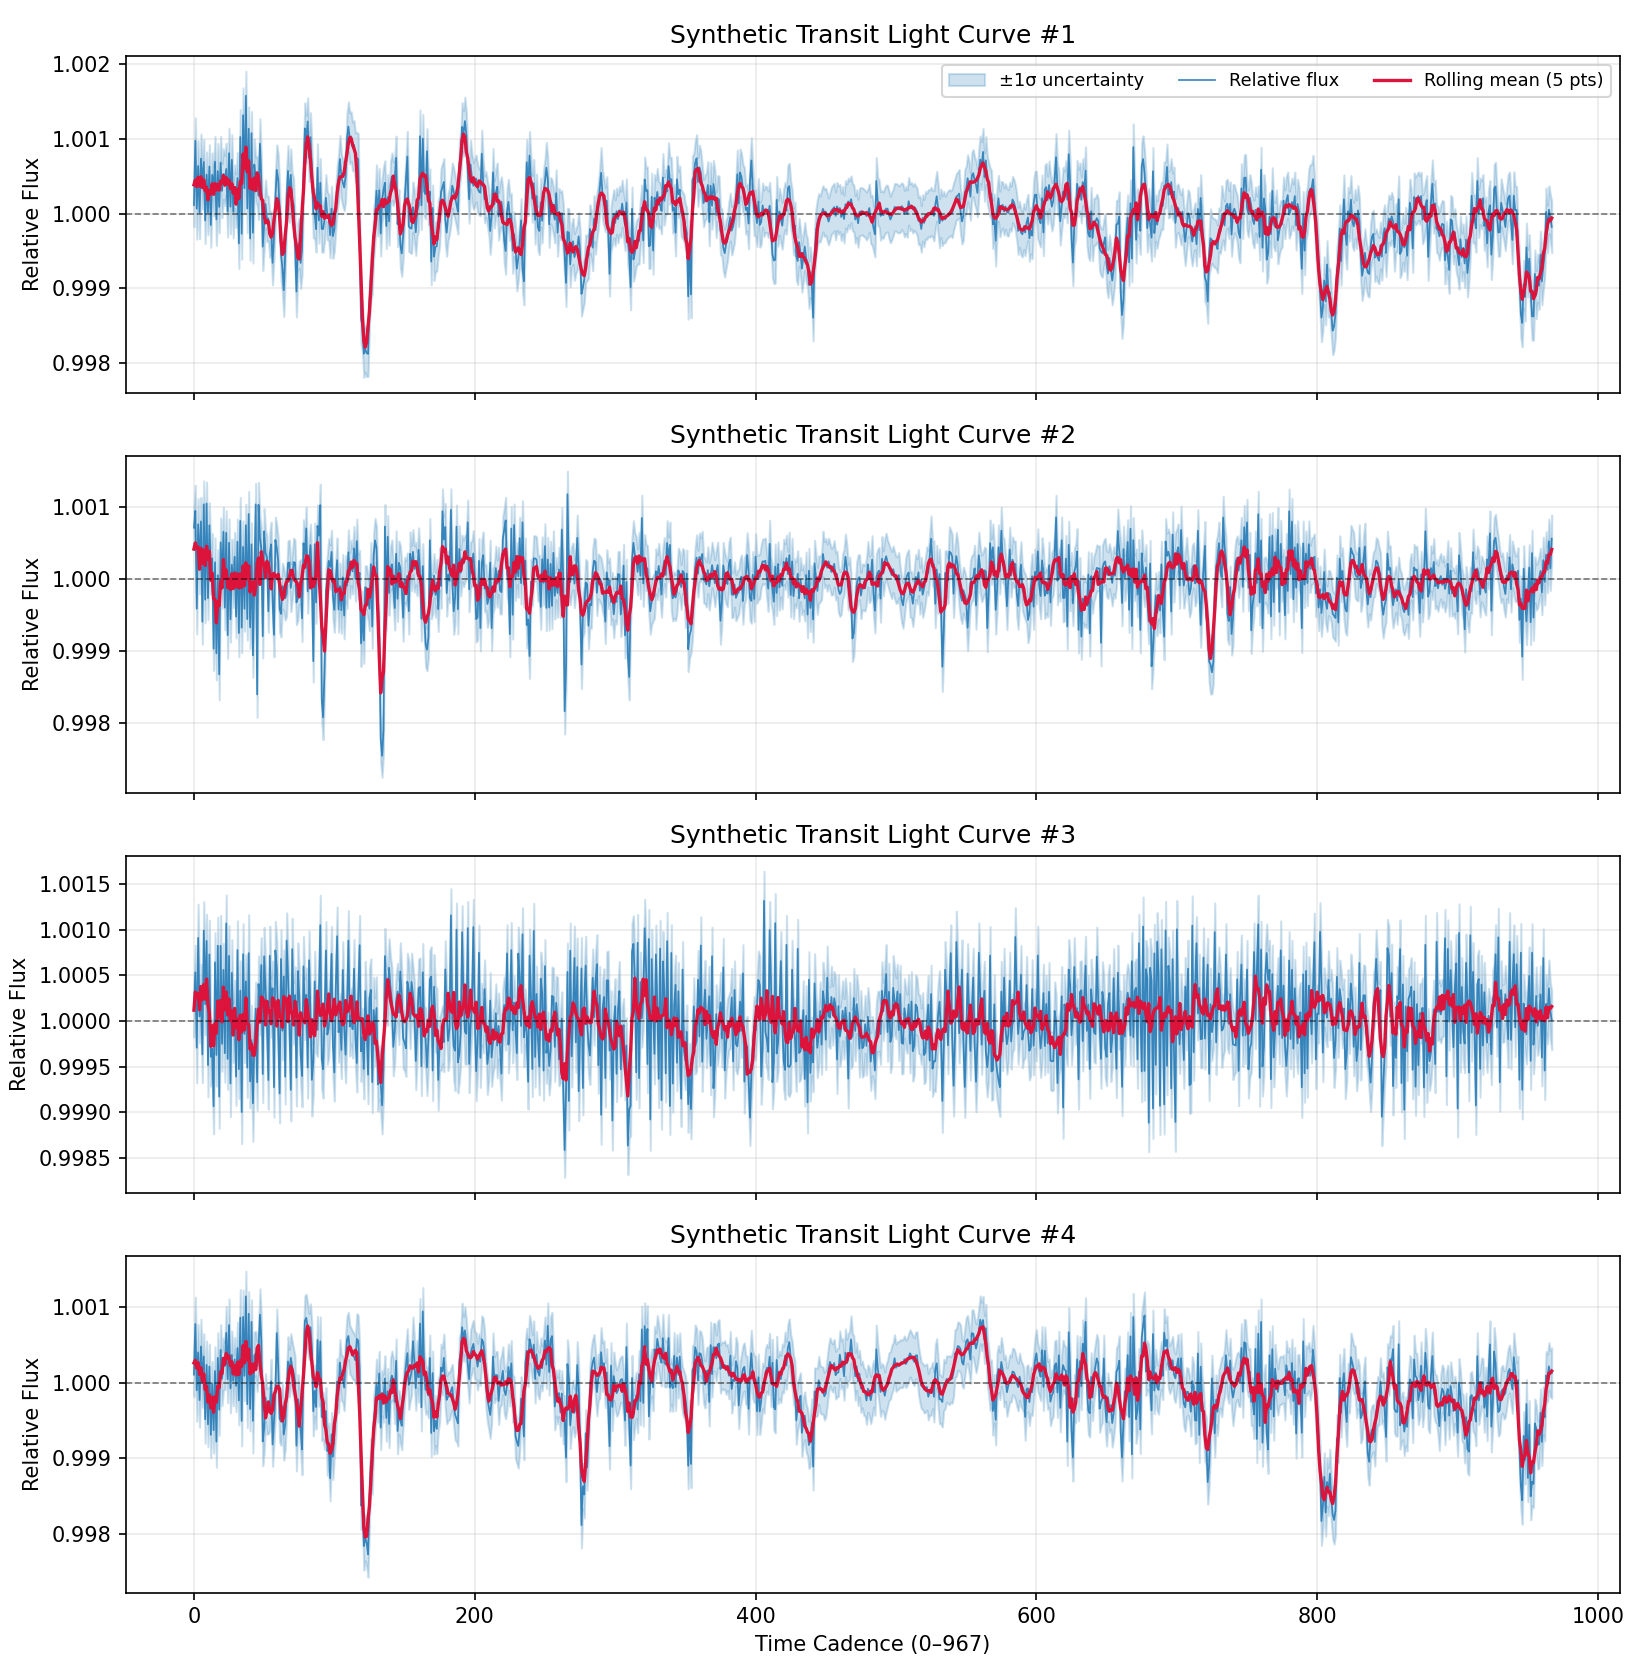 Synthetic Transit Light Curve #1
1.002
1.001
1.000
0.999
0.998
Relative Flux
±1σ uncertainty
Relative flux
Rolling mean (5 pts)
Synthetic Transit Light Curve #2
1.001
1.000
0.999
0.998
Relative Flux
Synthetic Transit Light Curve #3
1.0015
1.0010
1.0005
1.0000
0.9995
0.9990
0.9985
Relative Flux
Synthetic Transit Light Curve #4
1.001
1.000
0.999
0.998
Relative Flux
0 200 400 600 800 1000
Time Cadence (0–967)